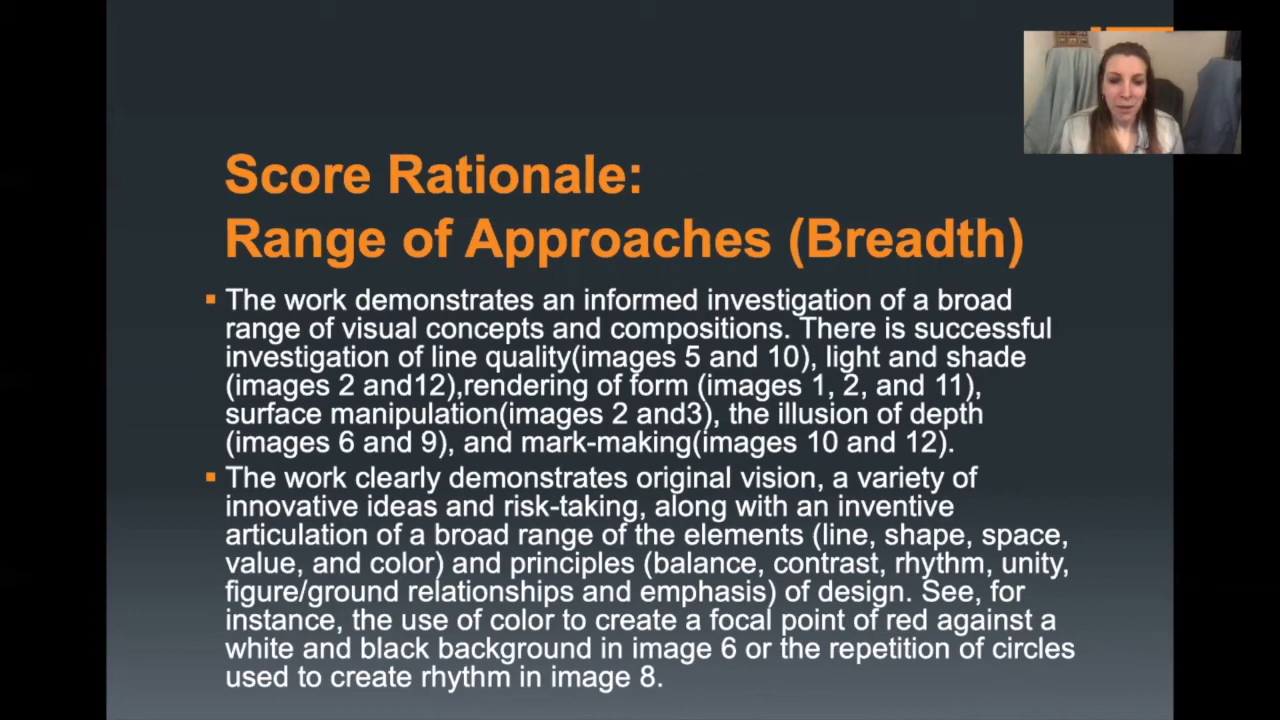 Score Rationale:
Range of Approaches (Breadth)
The work demonstrates an informed investigation of a broad
range of visual concepts and compositions. There is successful
investigation of line quality(images 5 and 10), light and shade
(images 2 and12),rendering of form (images 1, 2, and 11),
surface manipulation(images 2 and3), the illusion of depth
(images 6 and 9), and mark-making(images 10 and 12).
The work clearly demonstrates original vision, a variety of
innovative ideas and risk-taking, along with an inventive
articulation of a broad range of the elements (line, shape, space,
value, and color) and principles (balance, contrast, rhythm, unity,
figure/ground relationships and emphasis) of design. See, for
instance, the use of color to create a focal point of red against a
white and black background in image 6 or the repetition of circles
used to create rhythm in image 8.